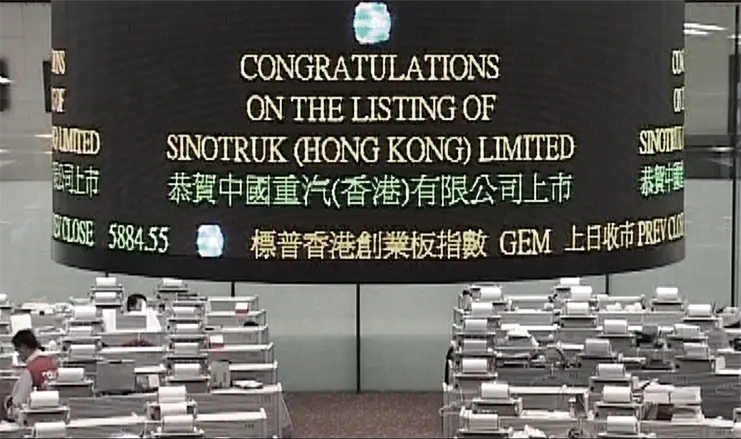 CONGRATULATIONS
ON THE LISTING OF
SINOTRUK (HONG KONG) LIMITED
恭賀中國重汽(香港)有限公司上市
PREV CLOSE 5884.55 標普香港創業板指數 GEM 上日收市 PREV CLOSE